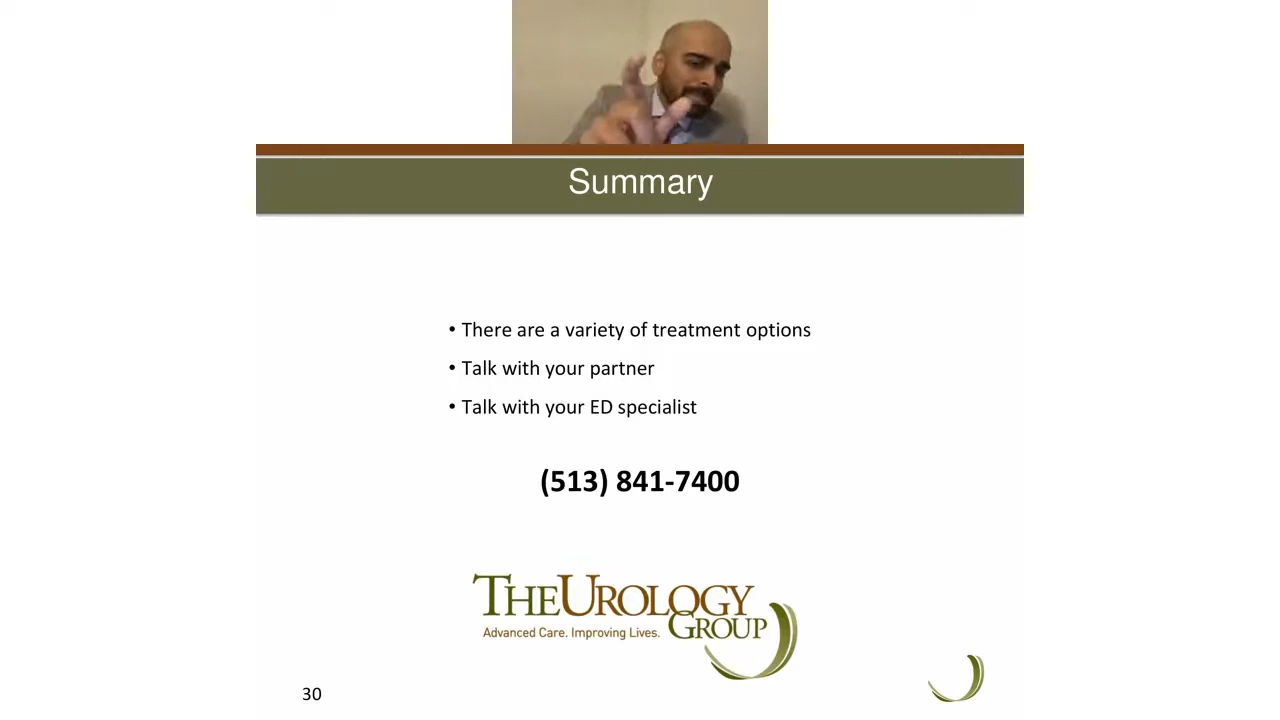 Summary
• There are a variety of treatment options
• Talk with your partner
• Talk with your ED specialist
(513) 841-7400
THEUROLOGY
GROUP
Advanced Care. Improving Lives.
30